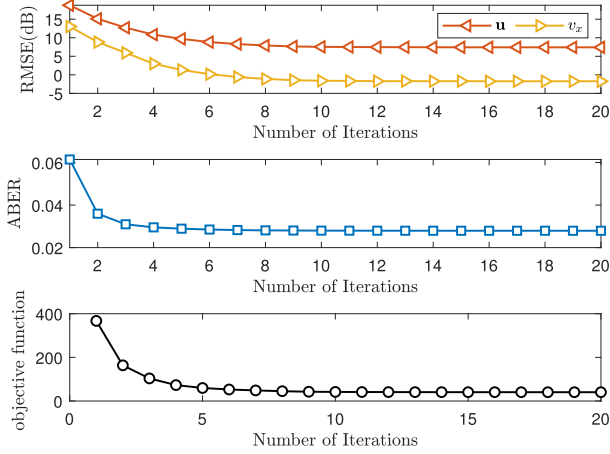 RMSE(dB)
15
10
5
0
-5
u
v_x
2 4 6 8 10 12 14 16 18 20
Number of Iterations
ABER
0.06
0.04
0.02
2 4 6 8 10 12 14 16 18 20
Number of Iterations
objective function
400
200
0
0 5 10 15 20
Number of Iterations